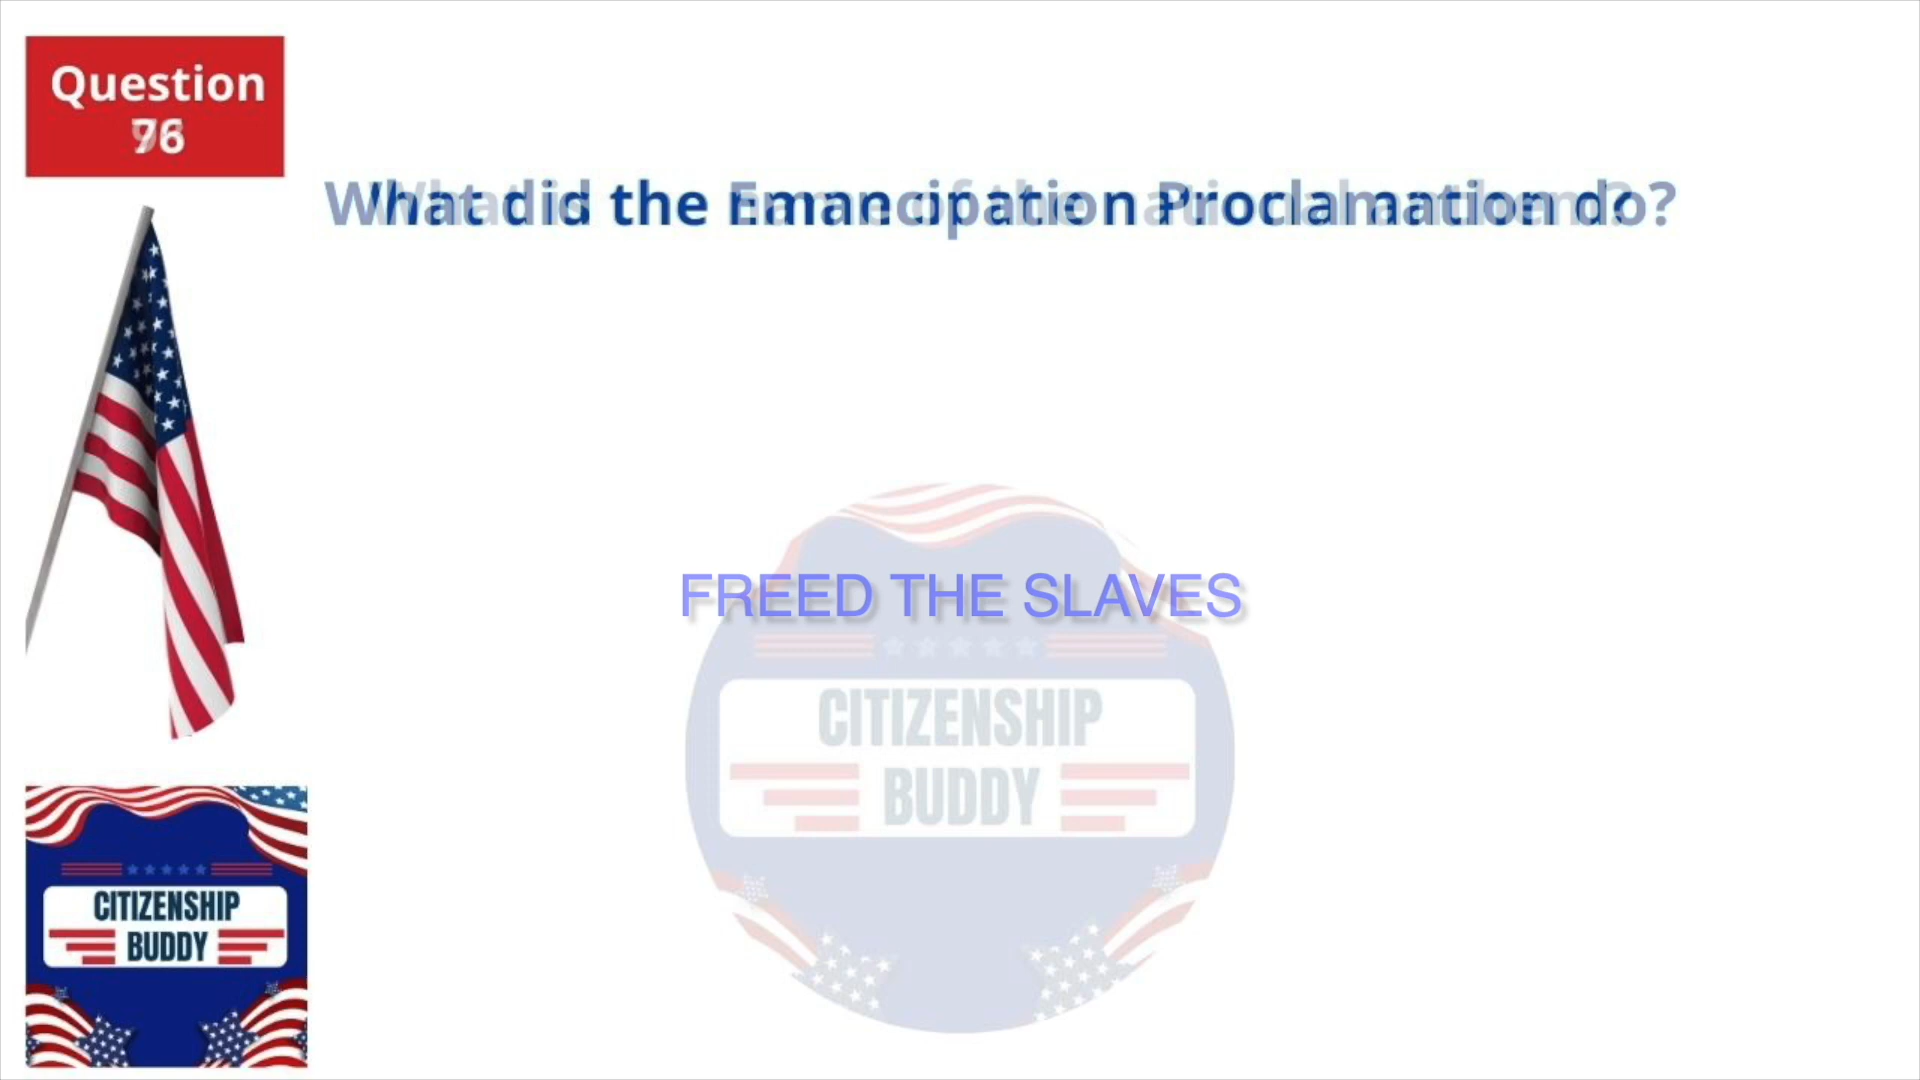 Question
76
What did the Emancipation Proclamation do?
FREED THE SLAVES
CITIZENSHIP
BUDDY
CITIZENSHIP
BUDDY